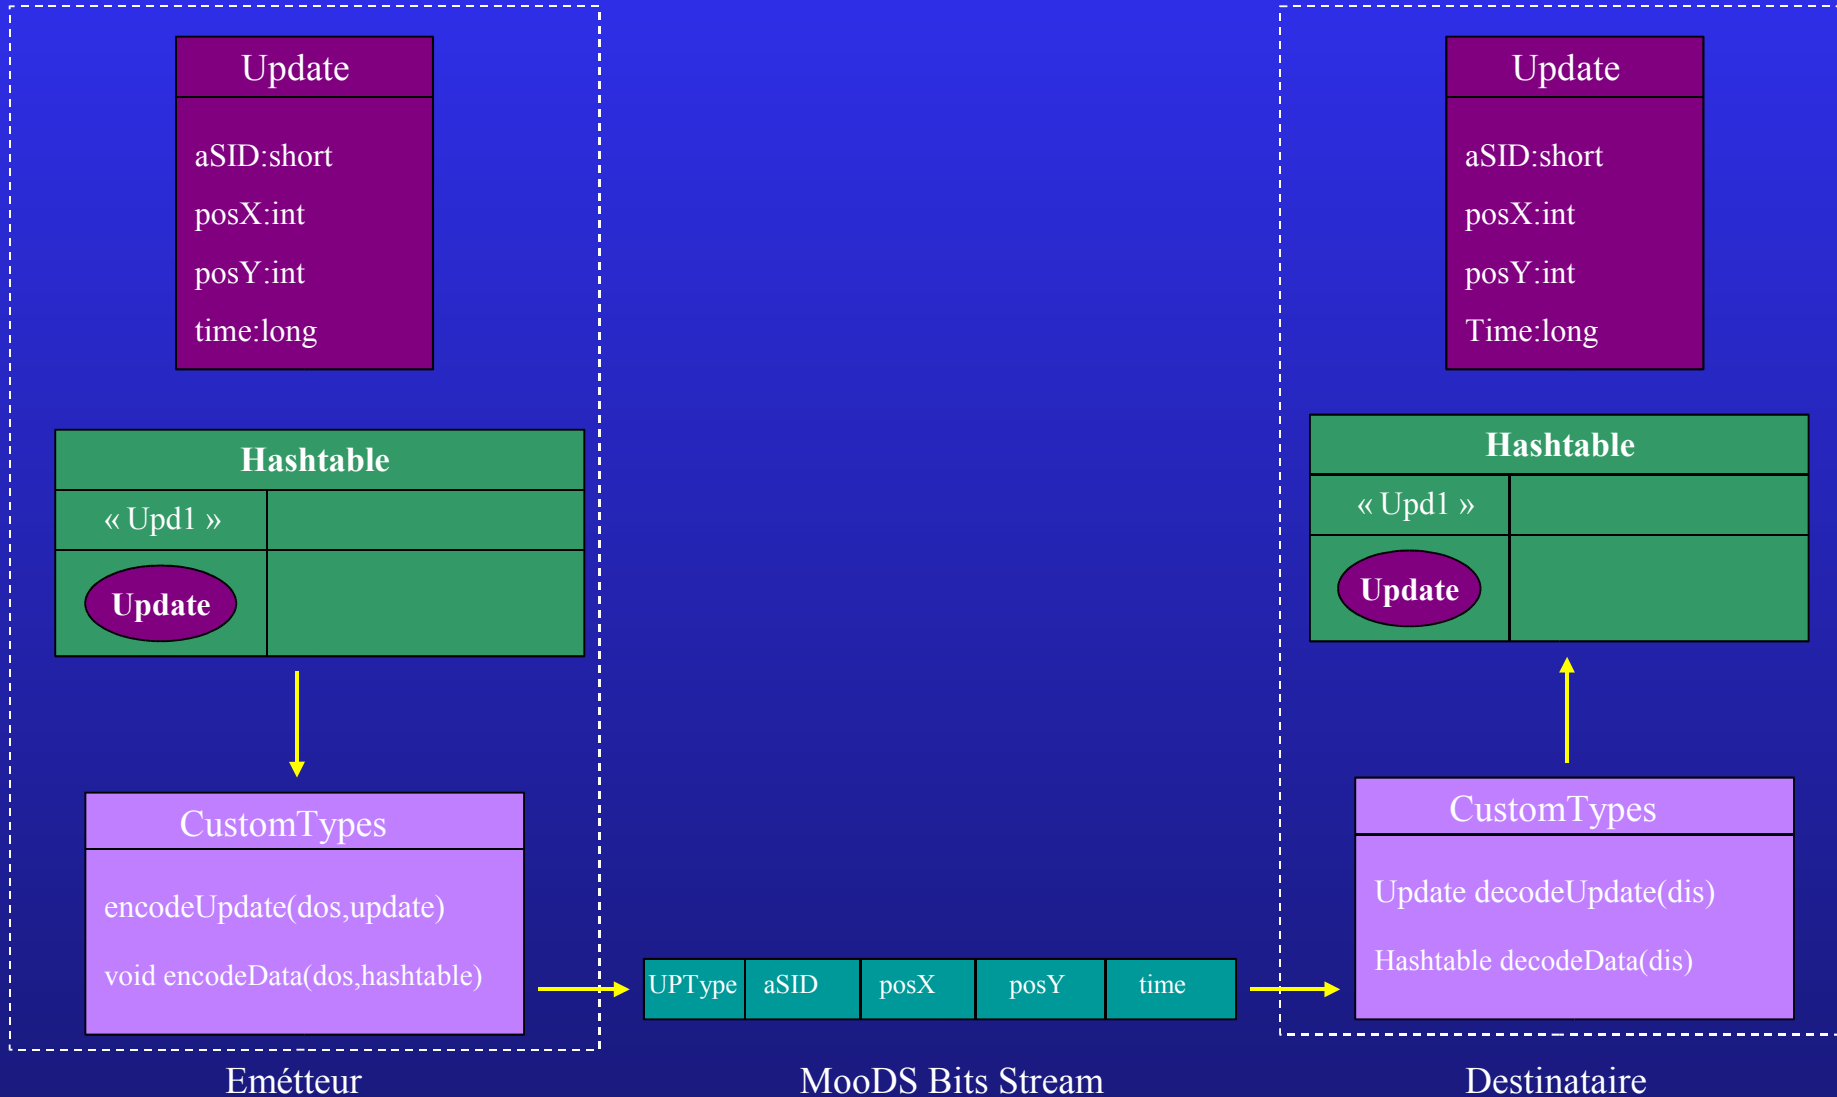 Update
aSID:short
posX:int
posY:int
time:long
Hashtable
« Upd1 »
Update
CustomTypes
encodeUpdate(dos,update)
void encodeData(dos,hashtable)
Emétteur
UPType aSID posX posY time
MooDS Bits Stream
Update
aSID:short
posX:int
posY:int
Time:long
Hashtable
« Upd1 »
Update
CustomTypes
Update decodeUpdate(dis)
Hashtable decodeData(dis)
Destinataire